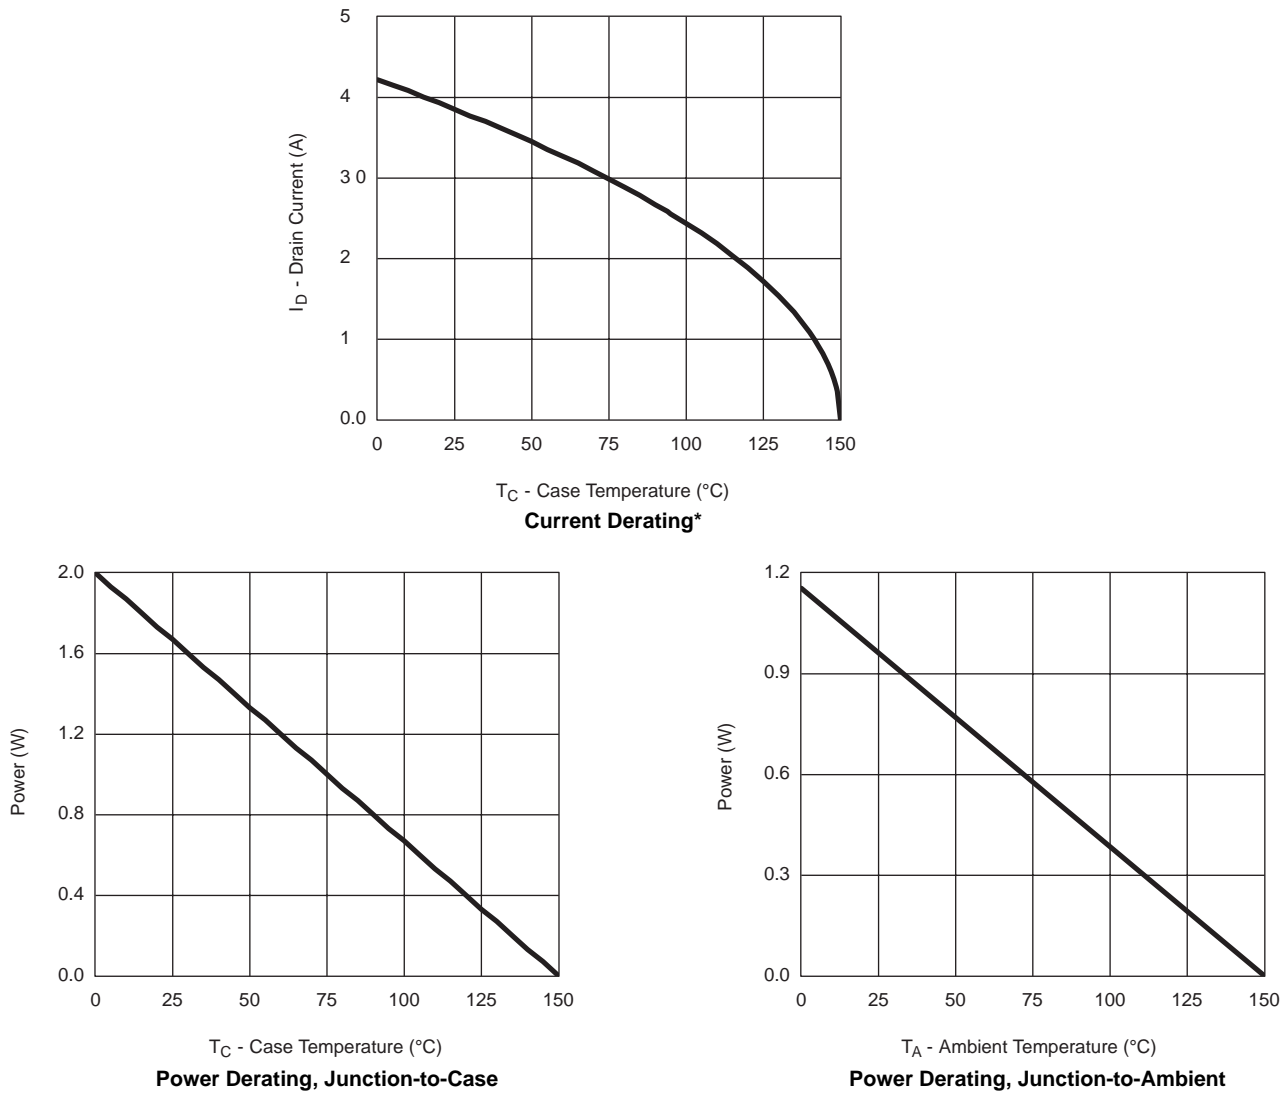 5
4
3 0
2
1
0.0
I_D - Drain Current (A)
0 25 50 75 100 125 150
T_C - Case Temperature (°C)
Current Derating*
2.0
1.6
1.2
0.8
0.4
0.0
Power (W)
0 25 50 75 100 125 150
T_C - Case Temperature (°C)
Power Derating, Junction-to-Case
1.2
0.9
0.6
0.3
0.0
Power (W)
0 25 50 75 100 125 150
T_A - Ambient Temperature (°C)
Power Derating, Junction-to-Ambient